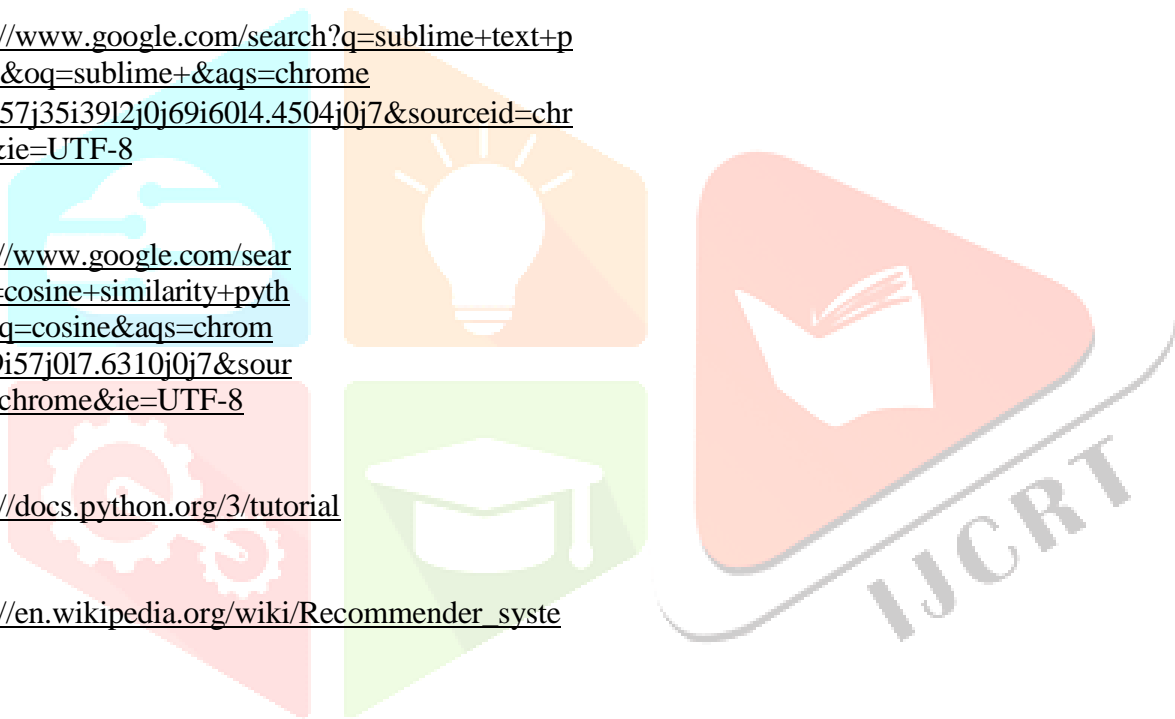 //www.google.com/search?q=sublime+text+p
&oq=sublime+&aqs=chrome
57j35i39l2j0j69i60l4.4504j0j7&sourceid=chr
&ie=UTF-8
//www.google.com/sear
=cosine+similarity+pyth
q=cosine&aqs=chrom
9i57j0l7.6310j0j7&sour
chrome&ie=UTF-8
//docs.python.org/3/tutorial
//en.wikipedia.org/wiki/Recommender_syste
IJCRT